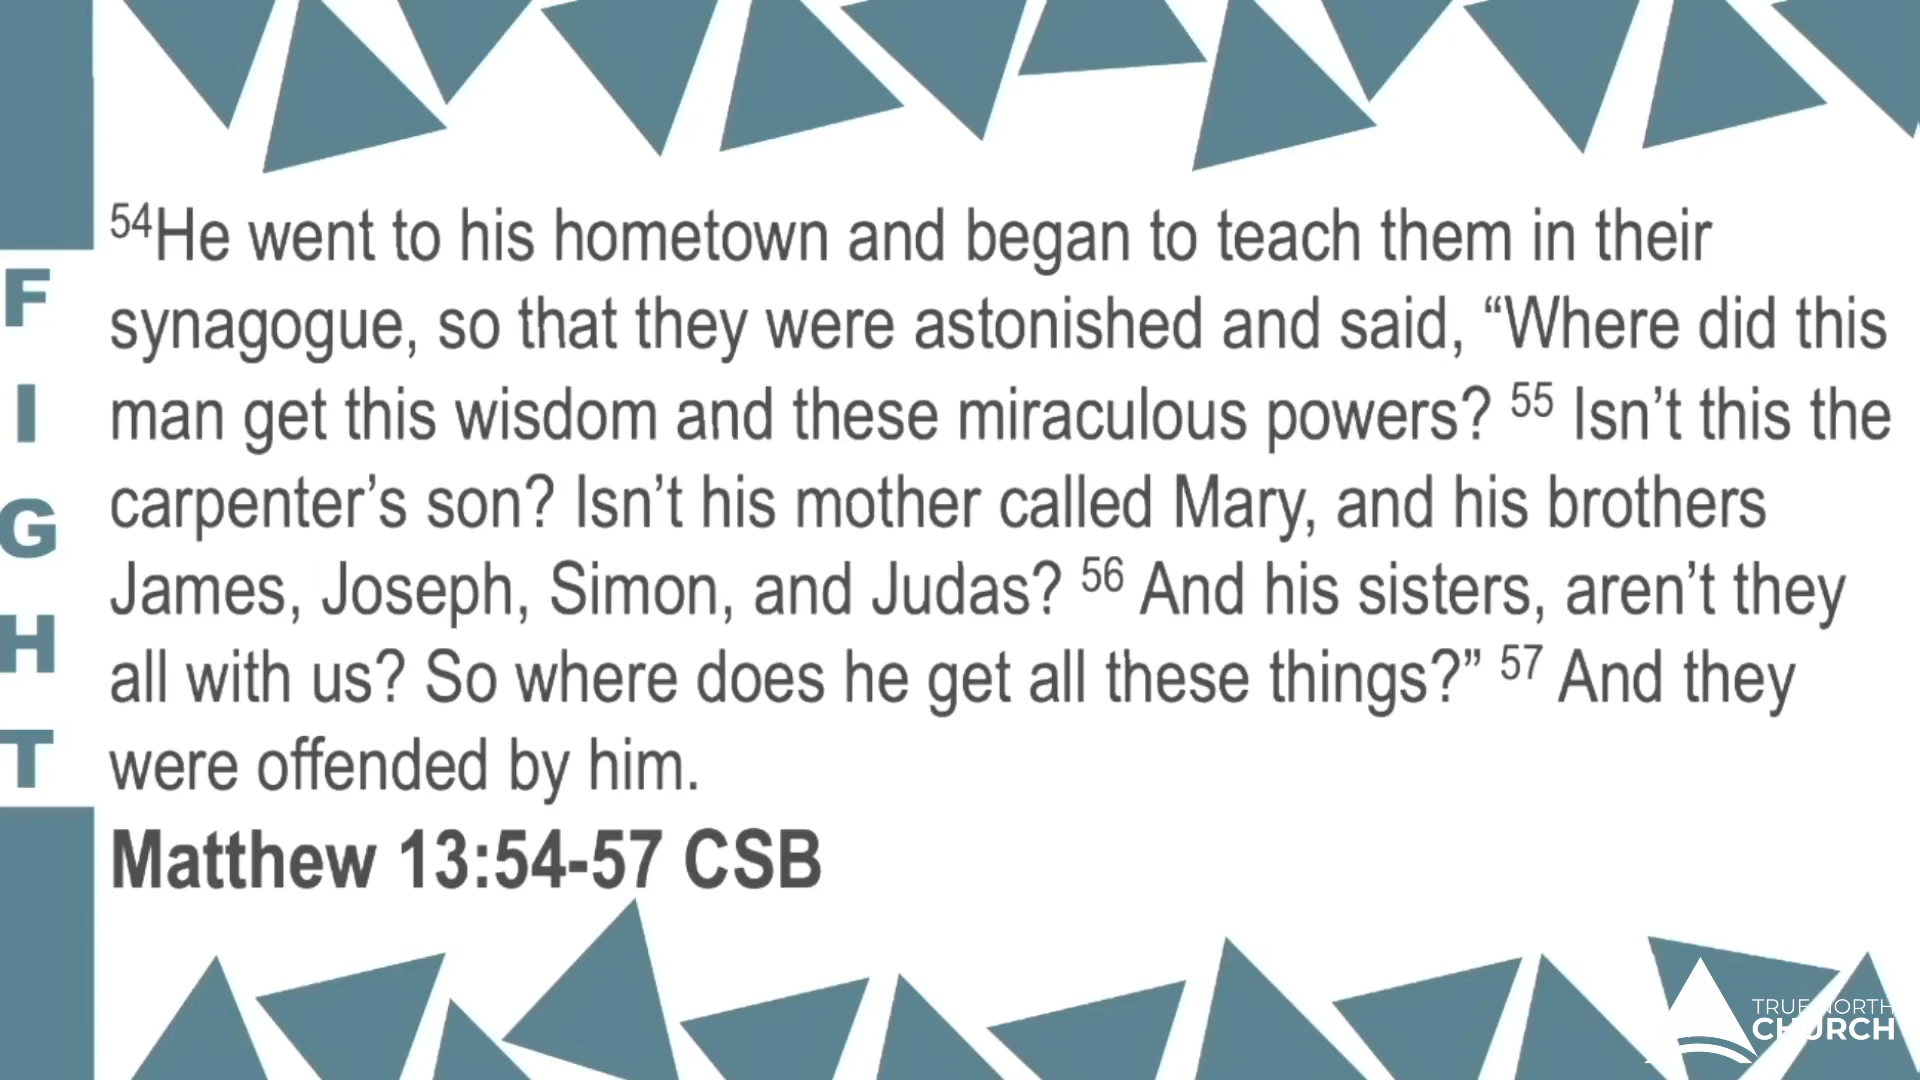 FIGHT
⁵⁴He went to his hometown and began to teach them in their
synagogue, so that they were astonished and said, “Where did this
man get this wisdom and these miraculous powers? ⁵⁵ Isn’t this the
carpenter’s son? Isn’t his mother called Mary, and his brothers
James, Joseph, Simon, and Judas? ⁵⁶ And his sisters, aren’t they
all with us? So where does he get all these things?” ⁵⁷ And they
were offended by him.
Matthew 13:54-57 CSB
TRUE NORTH
CHURCH